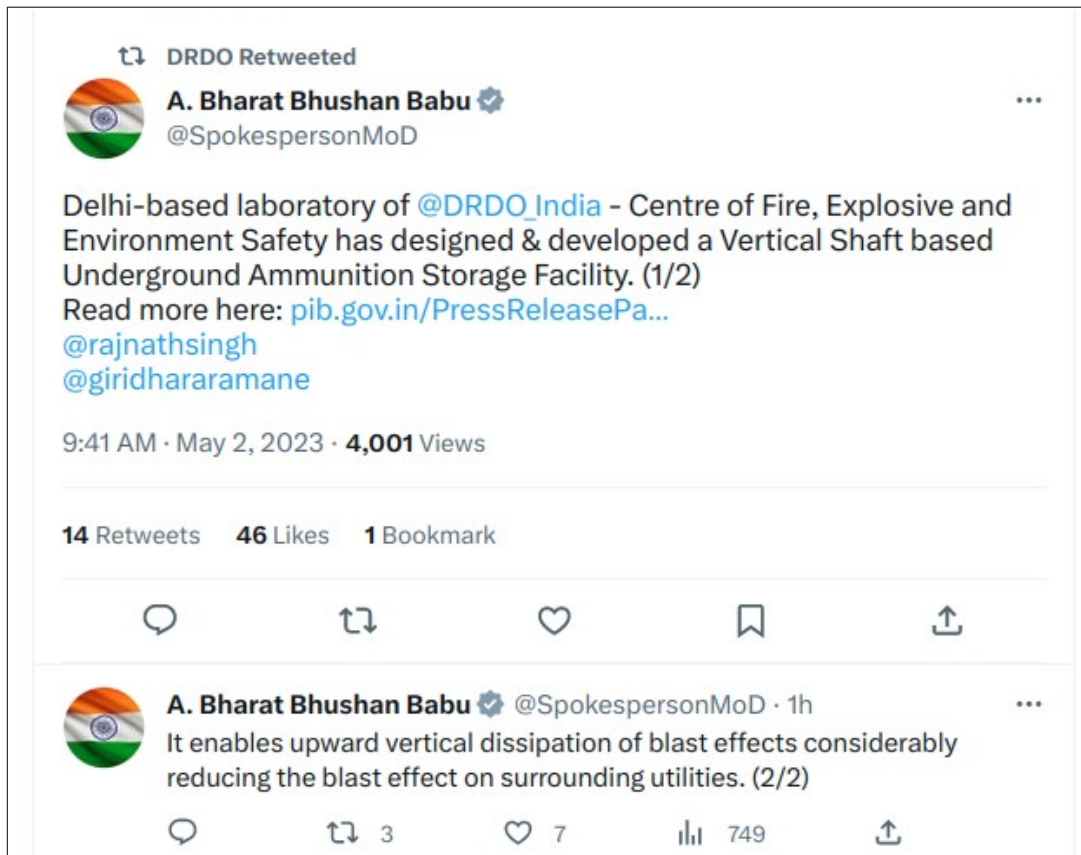 DRDO Retweeted
A. Bharat Bhushan Babu
@SpokespersonMoD
Delhi-based laboratory of @DRDO_India - Centre of Fire, Explosive and
Environment Safety has designed & developed a Vertical Shaft based
Underground Ammunition Storage Facility. (1/2)
Read more here: pib.gov.in/PressReleasePa...
@rajnathsingh
@giridhararamane
9:41 AM · May 2, 2023 · 4,001 Views
14 Retweets 46 Likes 1 Bookmark
A. Bharat Bhushan Babu @SpokespersonMoD · 1h
It enables upward vertical dissipation of blast effects considerably
reducing the blast effect on surrounding utilities. (2/2)
3 7 749